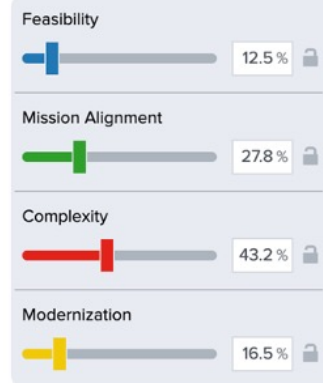 Feasibility
12.5 %
Mission Alignment
27.8 %
Complexity
43.2 %
Modernization
16.5 %